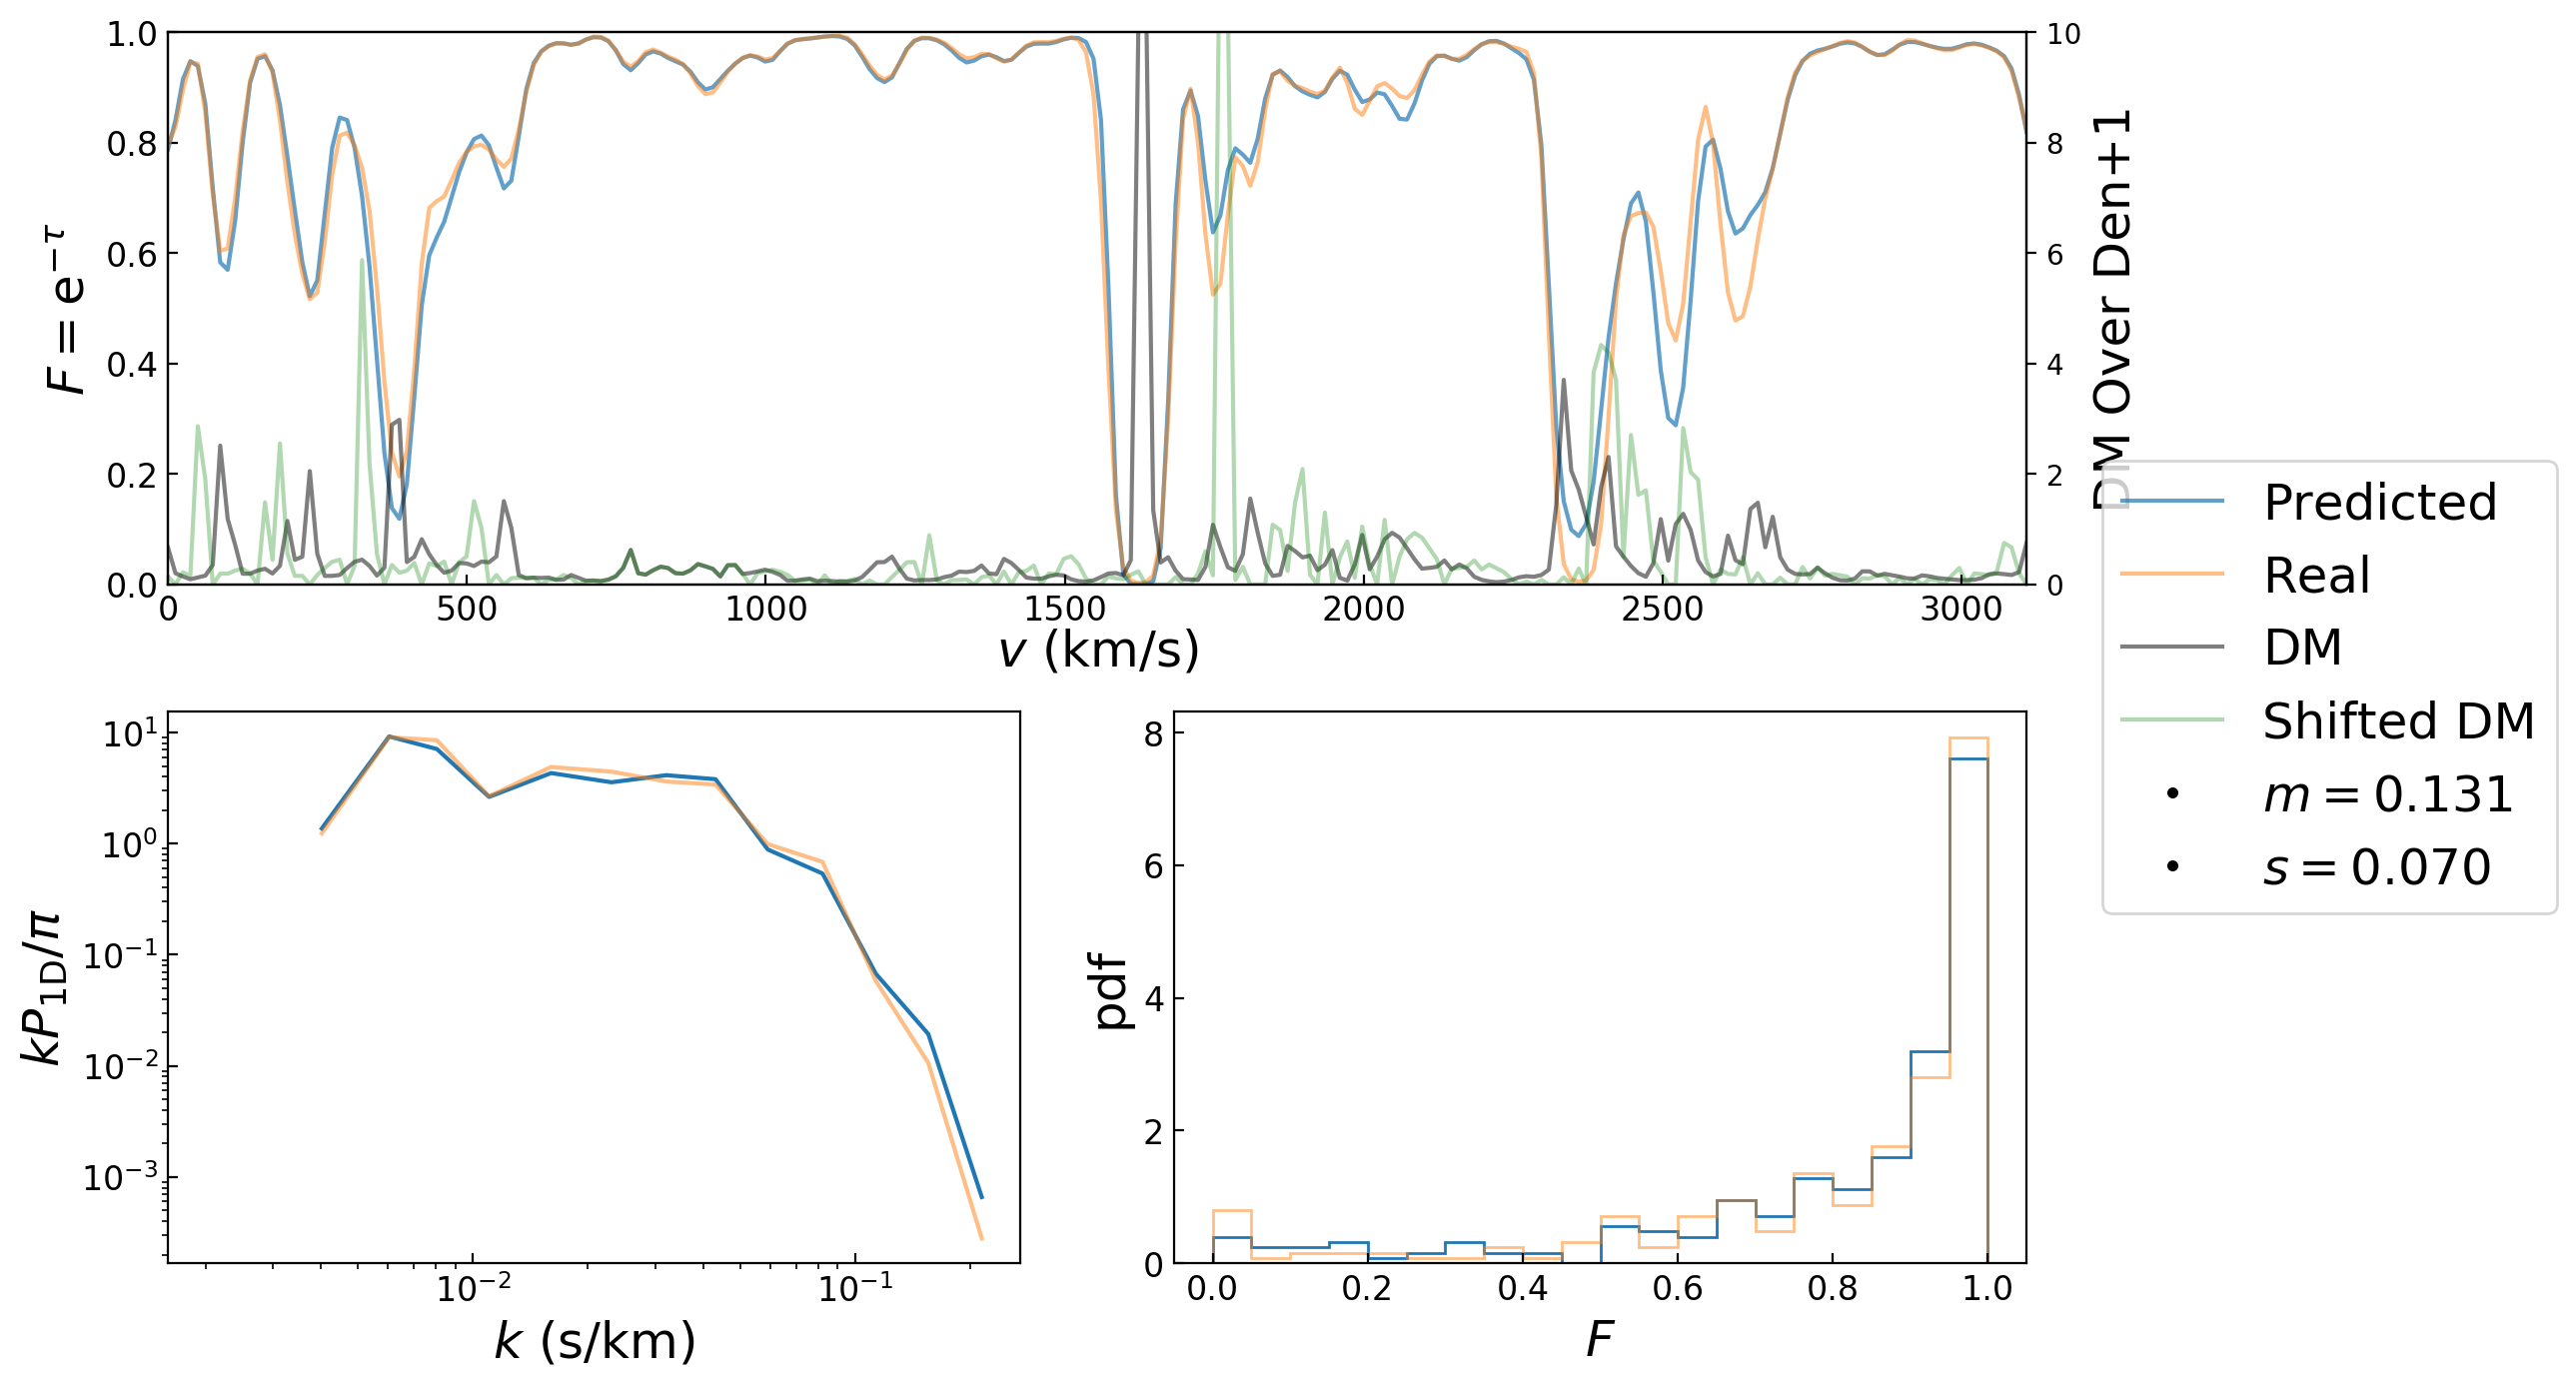 1.0
0.8
0.6
0.4
0.2
0.0
F = e^{−τ}
10
8
6
4
2
0
DM Over Den+1
0 500 1000 1500 2000 2500 3000
v (km/s)
Predicted
Real
DM
Shifted DM
m = 0.131
s = 0.070
10^1
10^0
10^{−1}
10^{−2}
10^{−3}
kP_{1D}/π
10^{−2} 10^{−1}
k (s/km)
8
6
4
2
0
pdf
0.0 0.2 0.4 0.6 0.8 1.0
F